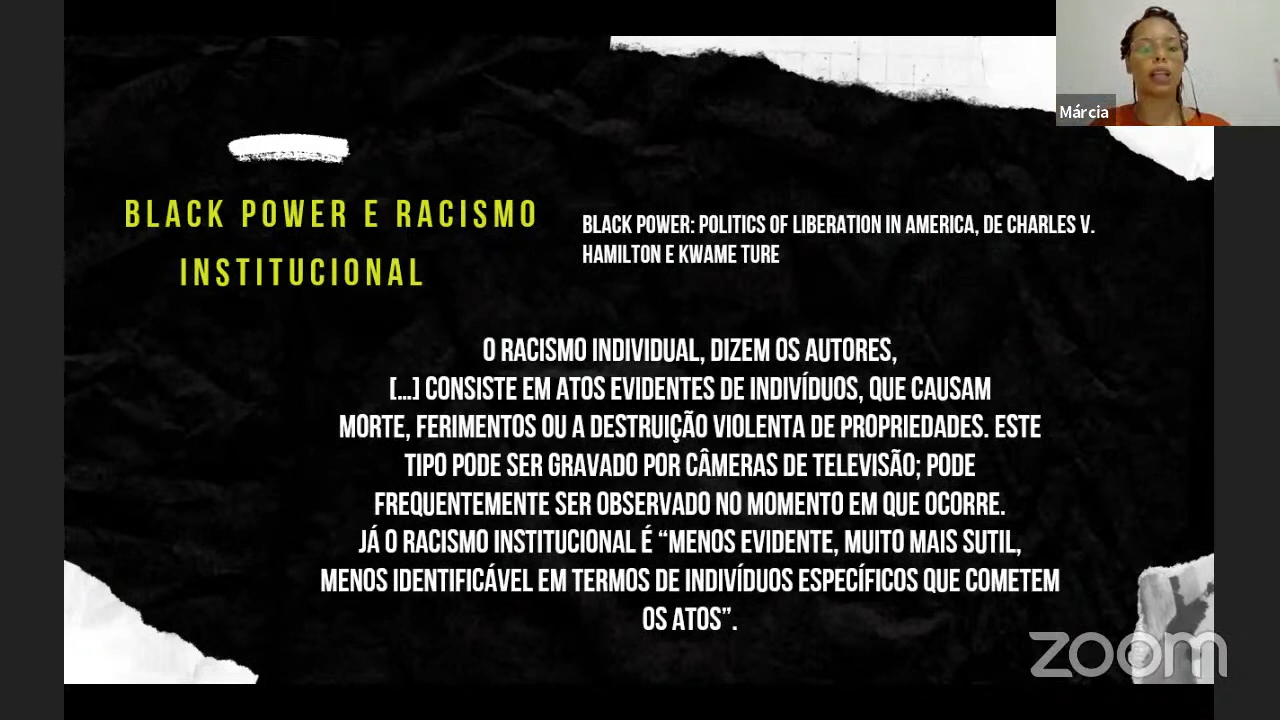 Márcia
BLACK POWER E RACISMO
INSTITUCIONAL
BLACK POWER: POLITICS OF LIBERATION IN AMERICA, DE CHARLES V.
HAMILTON E KWAME TURE
O RACISMO INDIVIDUAL, DIZEM OS AUTORES,
[...] CONSISTE EM ATOS EVIDENTES DE INDIVÍDUOS, QUE CAUSAM
MORTE, FERIMENTOS OU A DESTRUIÇÃO VIOLENTA DE PROPRIEDADES. ESTE
TIPO PODE SER GRAVADO POR CÂMERAS DE TELEVISÃO; PODE
FREQUENTEMENTE SER OBSERVADO NO MOMENTO EM QUE OCORRE.
JÁ O RACISMO INSTITUCIONAL É “MENOS EVIDENTE, MUITO MAIS SUTIL,
MENOS IDENTIFICÁVEL EM TERMOS DE INDIVÍDUOS ESPECÍFICOS QUE COMETEM
OS ATOS”.
zoom